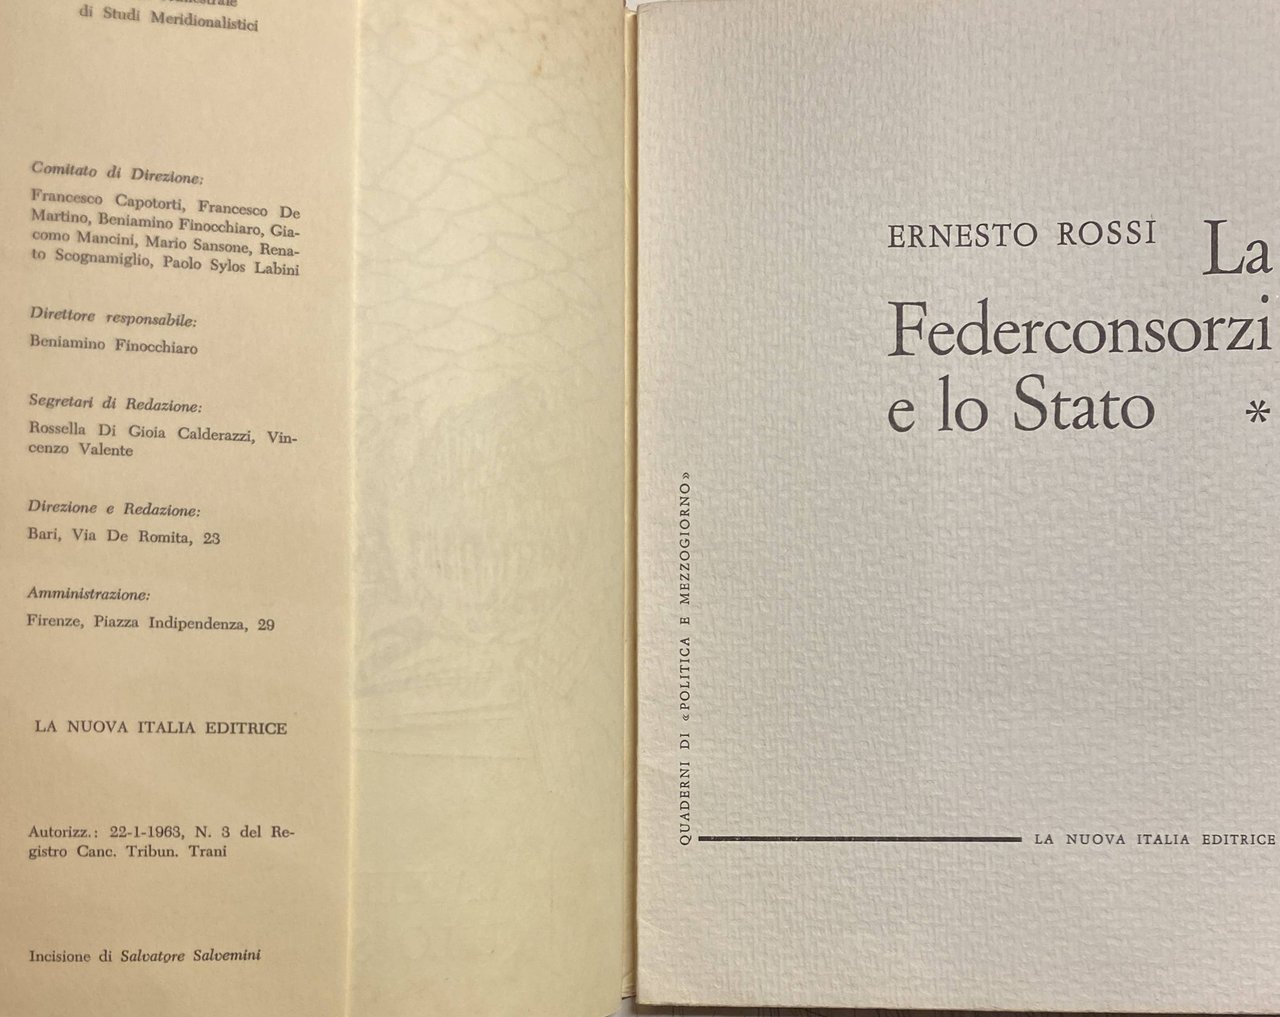 di Studi Meridionalistici
Comitato di Direzione:
Francesco Capotorti, Francesco De
Martino, Beniamino Finocchiaro, Gia-
como Mancini, Mario Sansone, Rena-
to Scognamiglio, Paolo Sylos Labini
Direttore responsabile:
Beniamino Finocchiaro
Segretari di Redazione:
Rossella Di Gioia Calderazzi, Vin-
cenzo Valente
Direzione e Redazione:
Bari, Via De Romita, 23
Amministrazione:
Firenze, Piazza Indipendenza, 29
LA NUOVA ITALIA EDITRICE
Autorizz.: 22-1-1963, N. 3 del Re-
gistro Canc. Tribun. Trani
Incisione di Salvatore Salvemini
ERNESTO ROSSI La
Federconsorzi
e lo Stato *
QUADERNI DI «POLITICA E MEZZOGIORNO»
LA NUOVA ITALIA EDITRICE